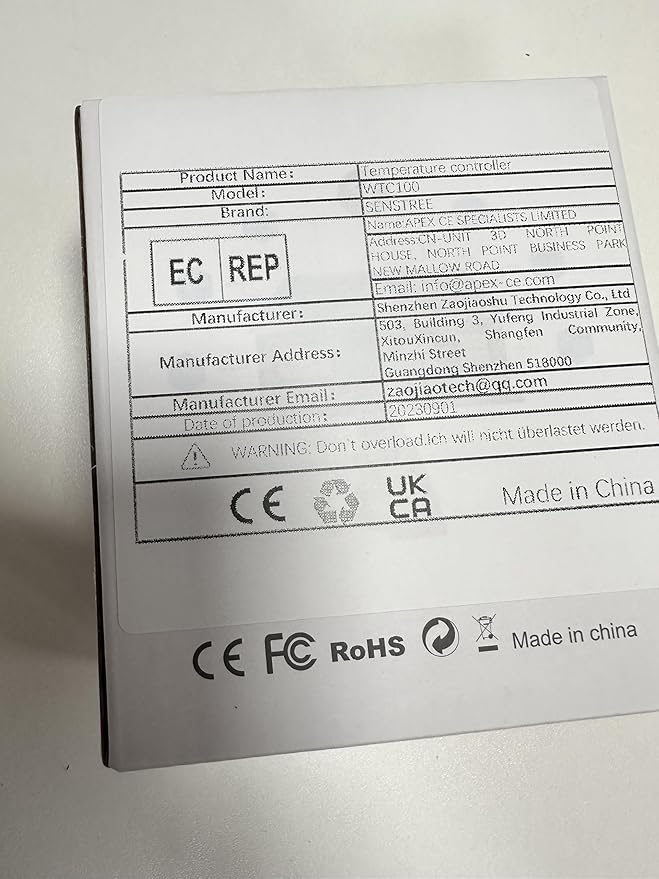 Product Name: Temperature controller
Model: WTC100
Brand: SENSTREE
EC REP
Name:APEX CE SPECIALISTS LIMITED
Address:CN-UNIT 3D NORTH POINT
HOUSE, NORTH POINT BUSINESS PARK
NEW MALLOW ROAD
Email: info@apex-ce.com
Manufacturer: Shenzhen Zaojiaoshu Technology Co., Ltd
Manufacturer Address:
503, Building 3, Yufeng Industrial Zone,
XitouXincun, Shangfen Community,
Minzhi Street
Guangdong Shenzhen 518000
Manufacturer Email: zaojiaotech@qq.com
Date of production: 20230901
WARNING: Don't overload.Ich will nicht überlastet werden.
CE UK CA Made in China
CE FC RoHS Made in china